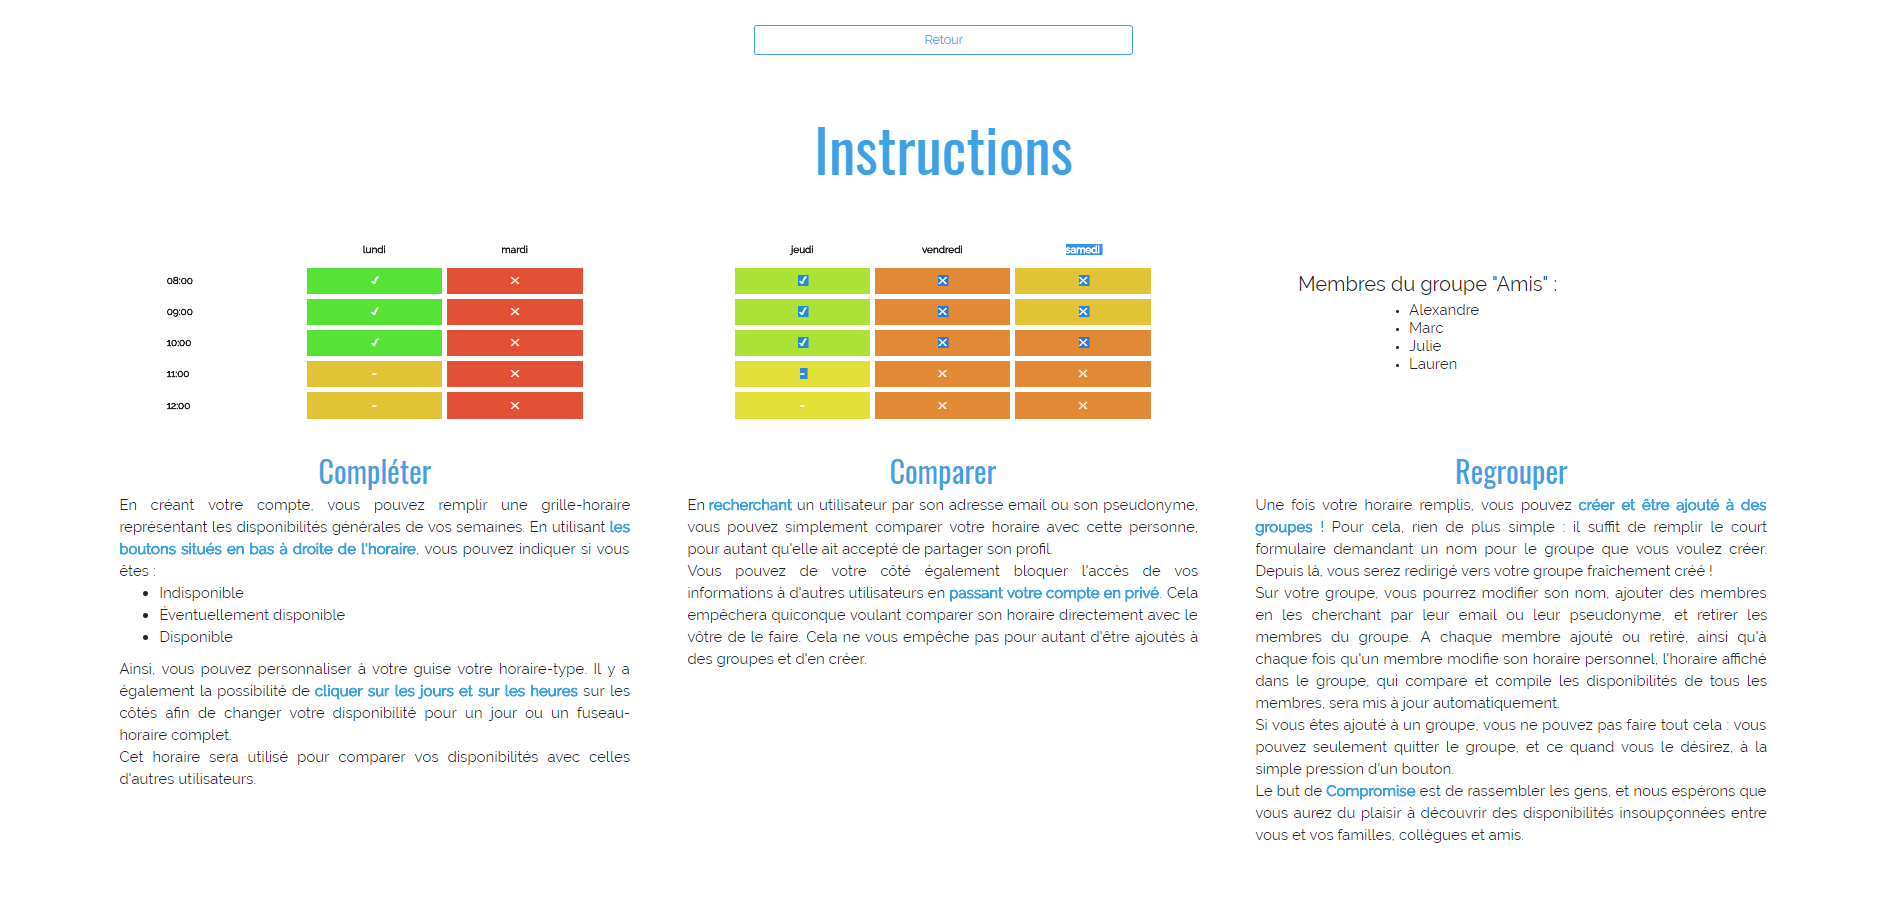 Retour
Instructions
lundi mardi
08:00 ✓ ✕
09:00 ✓ ✕
10:00 ✓ ✕
11:00 - ✕
12:00 - ✕
jeudi vendredi samedi
✓ ✕ ✕
✓ ✕ ✕
✓ ✕ ✕
- ✕ ✕
- ✕ ✕
Membres du groupe "Amis" :
• Alexandre
• Marc
• Julie
• Lauren
Compléter
En créant votre compte, vous pouvez remplir une grille-horaire
représentant les disponibilités générales de vos semaines. En utilisant les
boutons situés en bas à droite de l'horaire, vous pouvez indiquer si vous
êtes :
• Indisponible
• Éventuellement disponible
• Disponible
Ainsi, vous pouvez personnaliser à votre guise votre horaire-type. Il y a
également la possibilité de cliquer sur les jours et sur les heures sur les
côtés afin de changer votre disponibilité pour un jour ou un fuseau-
horaire complet.
Cet horaire sera utilisé pour comparer vos disponibilités avec celles
d'autres utilisateurs.
Comparer
En recherchant un utilisateur par son adresse email ou son pseudonyme,
vous pouvez simplement comparer votre horaire avec cette personne,
pour autant qu'elle ait accepté de partager son profil.
Vous pouvez de votre côté également bloquer l'accès de vos
informations à d'autres utilisateurs en passant votre compte en privé. Cela
empêchera quiconque voulant comparer son horaire directement avec le
vôtre de le faire. Cela ne vous empêche pas pour autant d'être ajoutés à
des groupes et d'en créer.
Regrouper
Une fois votre horaire remplis, vous pouvez créer et être ajouté à des
groupes ! Pour cela, rien de plus simple : il suffit de remplir le court
formulaire demandant un nom pour le groupe que vous voulez créer.
Depuis là, vous serez redirigé vers votre groupe fraîchement créé !
Sur votre groupe, vous pourrez modifier son nom, ajouter des membres
en les cherchant par leur email ou leur pseudonyme, et retirer les
membres du groupe. A chaque membre ajouté ou retiré, ainsi qu'à
chaque fois qu'un membre modifie son horaire personnel, l'horaire affiché
dans le groupe, qui compare et compile les disponibilités de tous les
membres, sera mis à jour automatiquement.
Si vous êtes ajouté à un groupe, vous ne pouvez pas faire tout cela : vous
pouvez seulement quitter le groupe, et ce quand vous le désirez, à la
simple pression d'un bouton.
Le but de Compromise est de rassembler les gens, et nous espérons que
vous aurez du plaisir à découvrir des disponibilités insoupçonnées entre
vous et vos familles, collègues et amis.